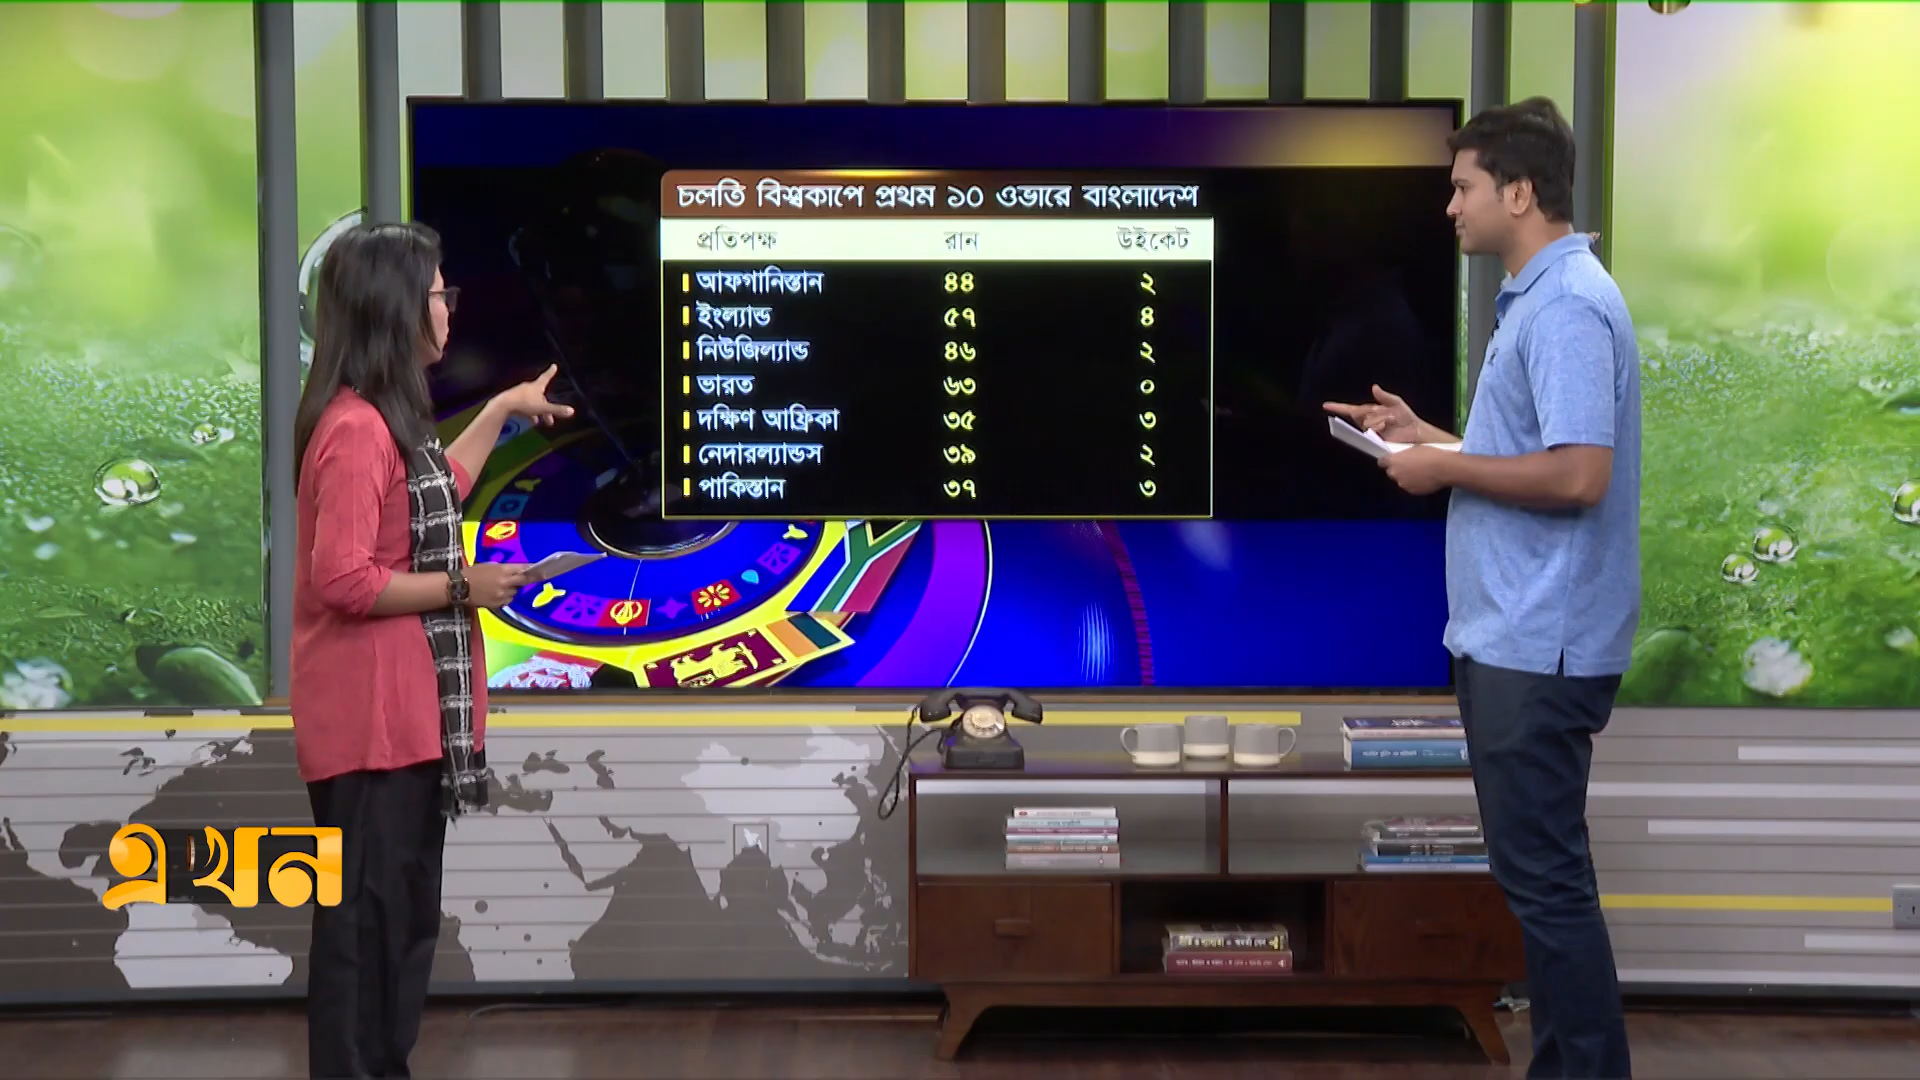 চলতি বিশ্বকাপে প্রথম ১০ ওভারে বাংলাদেশ
প্রতিপক্ষ রান উইকেট
আফগানিস্তান ৪৪ ২
ইংল্যান্ড ৫৭ ৪
নিউজিল্যান্ড ৪৬ ২
ভারত ৬৩ ০
দক্ষিণ আফ্রিকা ৩৫ ৩
নেদারল্যান্ডস ৩৯ ২
পাকিস্তান ৩৭ ৩
এখন